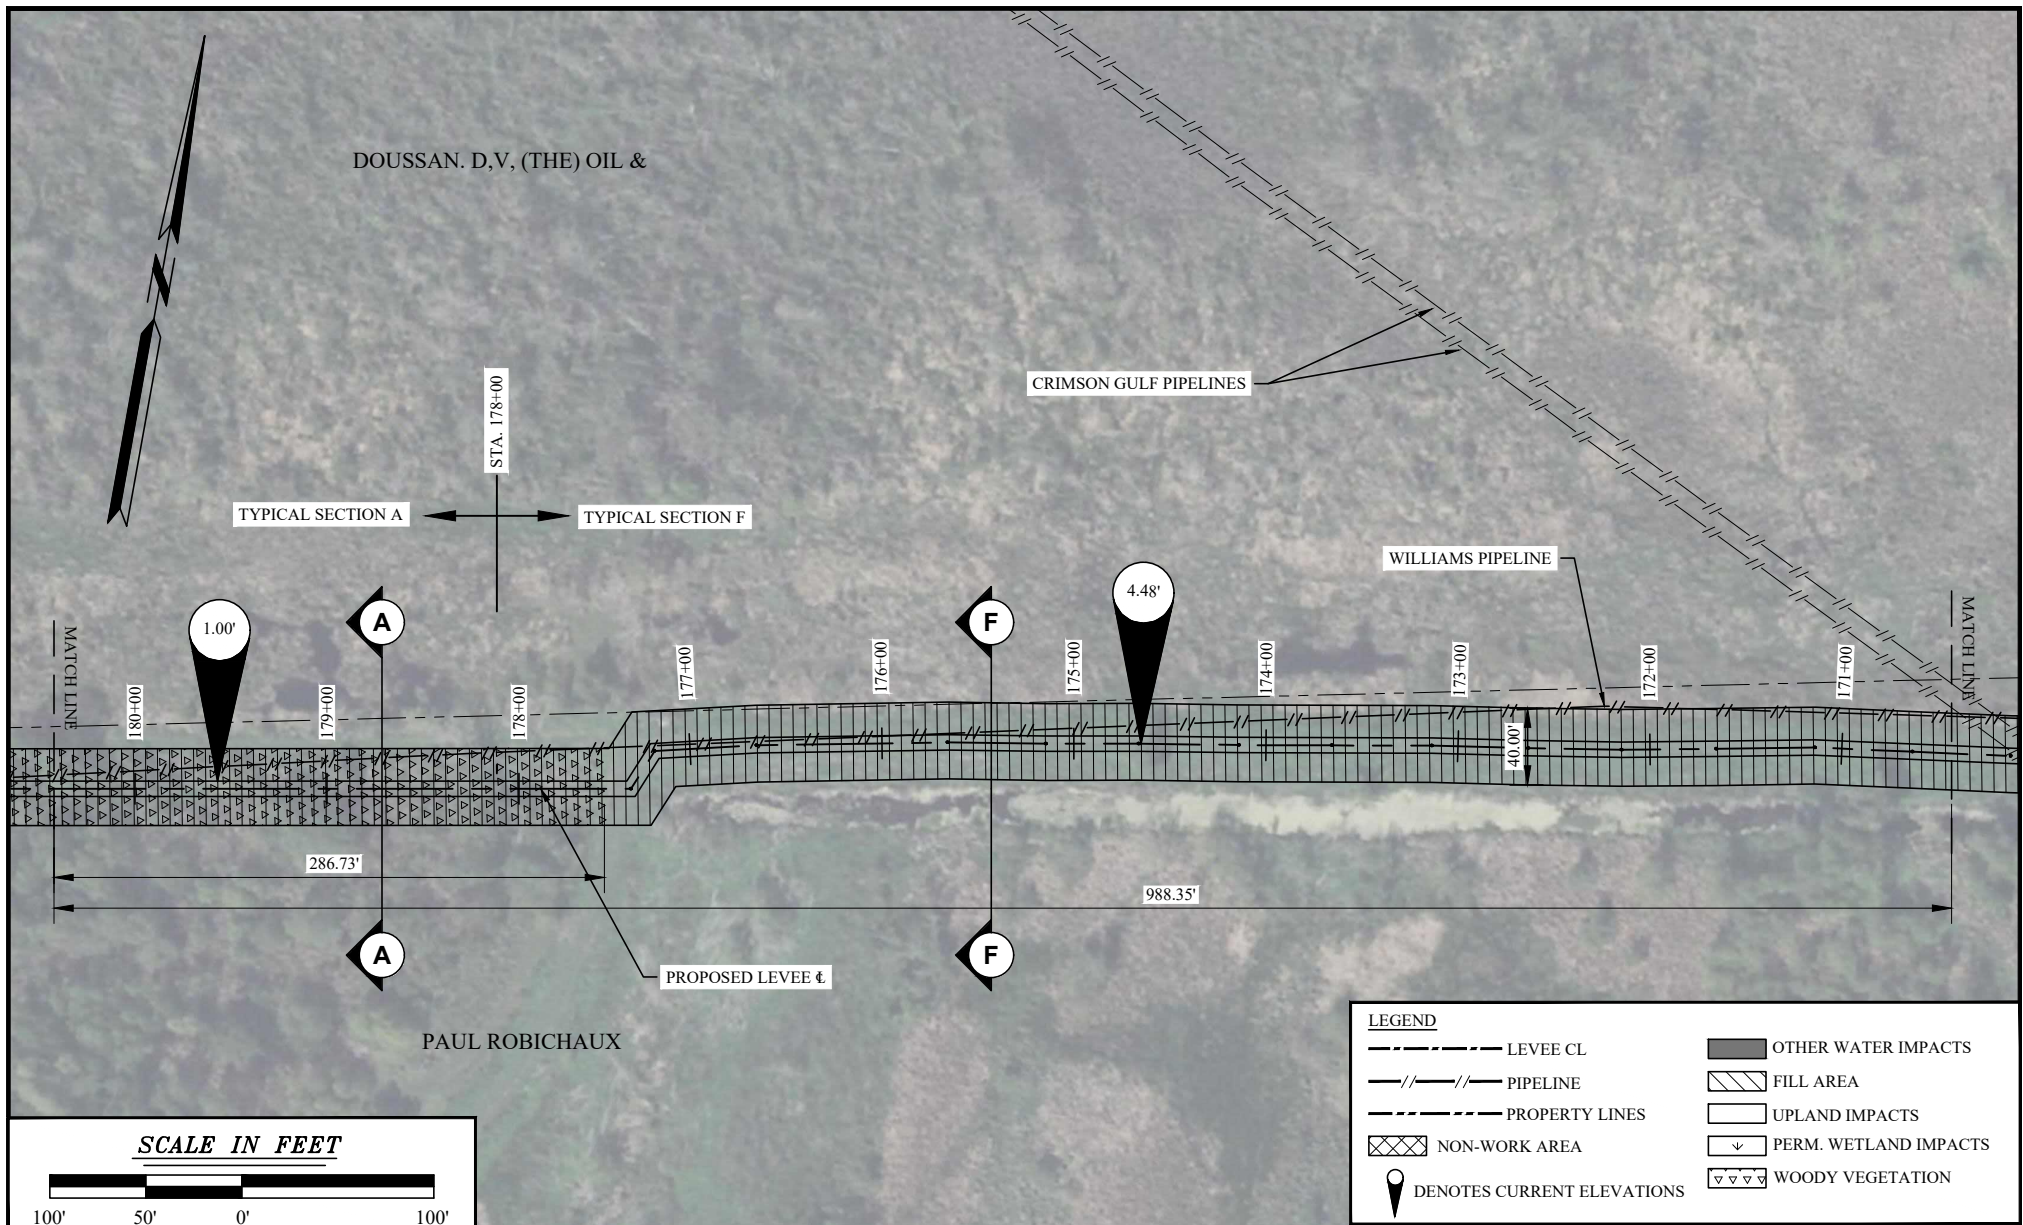 DOUSSAN. D,V, (THE) OIL &
N
STA. 178+00
CRIMSON GULF PIPELINES
TYPICAL SECTION A
TYPICAL SECTION F
WILLIAMS PIPELINE
MATCH LINE
1.00'
A
F
4.48'
MATCH LINE
180+00
179+00
178+00
177+00
176+00
175+00
174+00
173+00
172+00
171+00
40.00'
286.73'
988.35'
A
F
PROPOSED LEVEE ℄
PAUL ROBICHAUX
LEGEND
LEVEE CL
PIPELINE
PROPERTY LINES
NON-WORK AREA
DENOTES CURRENT ELEVATIONS
OTHER WATER IMPACTS
FILL AREA
UPLAND IMPACTS
PERM. WETLAND IMPACTS
WOODY VEGETATION
SCALE IN FEET
100' 50' 0' 100'